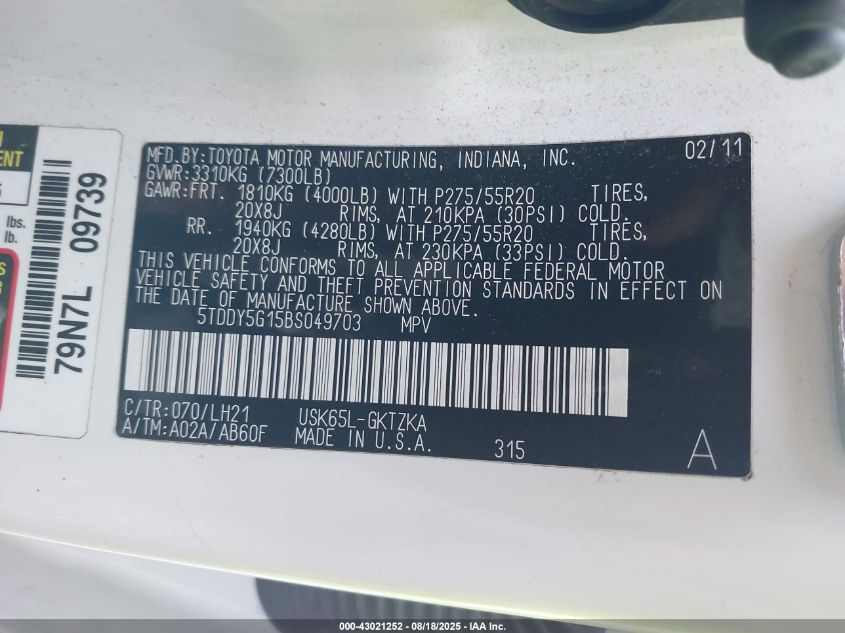 MFD.BY:TOYOTA MOTOR MANUFACTURING, INDIANA, INC. 02/11
GVWR:3310KG (7300LB)
GAWR:FRT. 1810KG (4000LB) WITH P275/55R20 TIRES,
20X8J RIMS, AT 210KPA (30PSI) COLD.
RR. 1940KG (4280LB) WITH P275/55R20 TIRES,
20X8J RIMS, AT 230KPA (33PSI) COLD.
THIS VEHICLE CONFORMS TO ALL APPLICABLE FEDERAL MOTOR
VEHICLE SAFETY AND THEFT PREVENTION STANDARDS IN EFFECT ON
THE DATE OF MANUFACTURE SHOWN ABOVE.
5TDDY5G15BS049703 MPV
C/TR:070/LH21 USK65L-GKTZKA
A/TM:A02A/AB60F MADE IN U.S.A. 315 A
79N7L 09739
lbs.
lb.
000-43021252 - 08/18/2025 - IAA Inc.